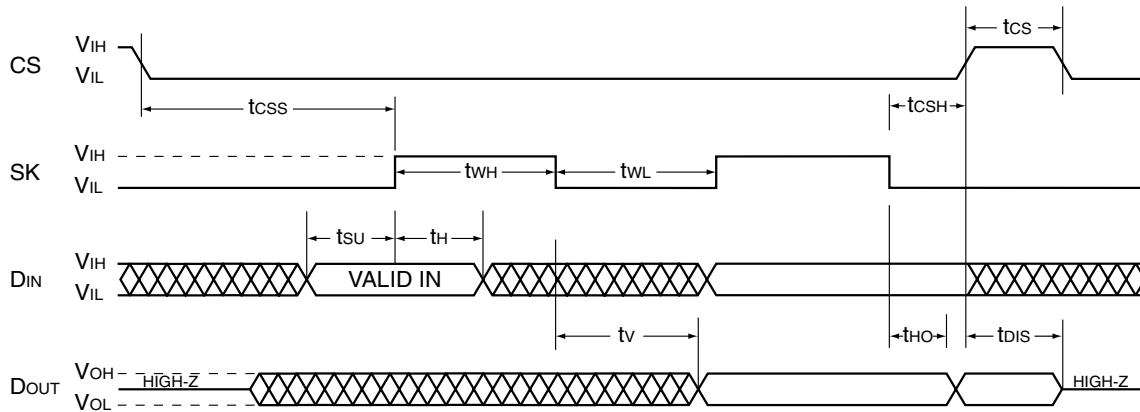 VIH
tCS
CS
VIL
tCSS
tCSH
VIH
SK
tWH
tWL
VIL
tSU
tH
VIH
DIN
VALID IN
VIL
tV
tHO
tDIS
VOH
DOUT
HIGH-Z
HIGH-Z
VOL